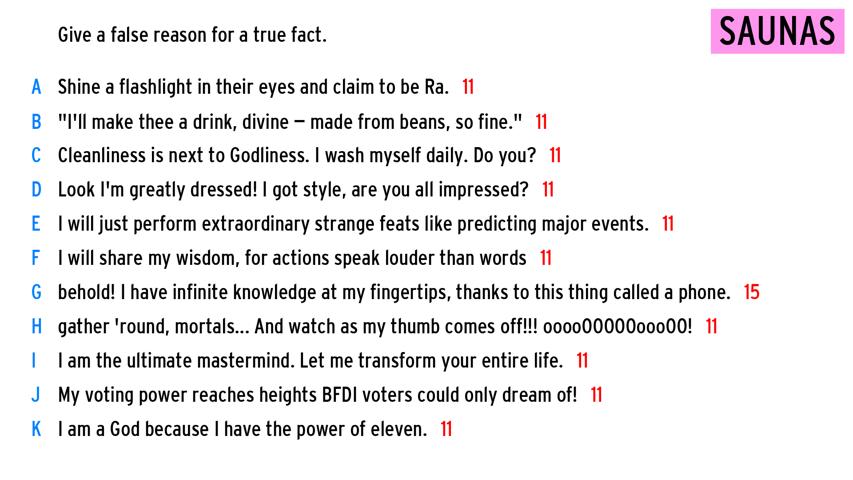 Give a false reason for a true fact.
SAUNAS
A Shine a flashlight in their eyes and claim to be Ra. 11
B "I'll make thee a drink, divine – made from beans, so fine." 11
C Cleanliness is next to Godliness. I wash myself daily. Do you? 11
D Look I'm greatly dressed! I got style, are you all impressed? 11
E I will just perform extraordinary strange feats like predicting major events. 11
F I will share my wisdom, for actions speak louder than words 11
G behold! I have infinite knowledge at my fingertips, thanks to this thing called a phone. 15
H gather 'round, mortals... And watch as my thumb comes off!!! oooo00000ooo00! 11
I I am the ultimate mastermind. Let me transform your entire life. 11
J My voting power reaches heights BFDI voters could only dream of! 11
K I am a God because I have the power of eleven. 11